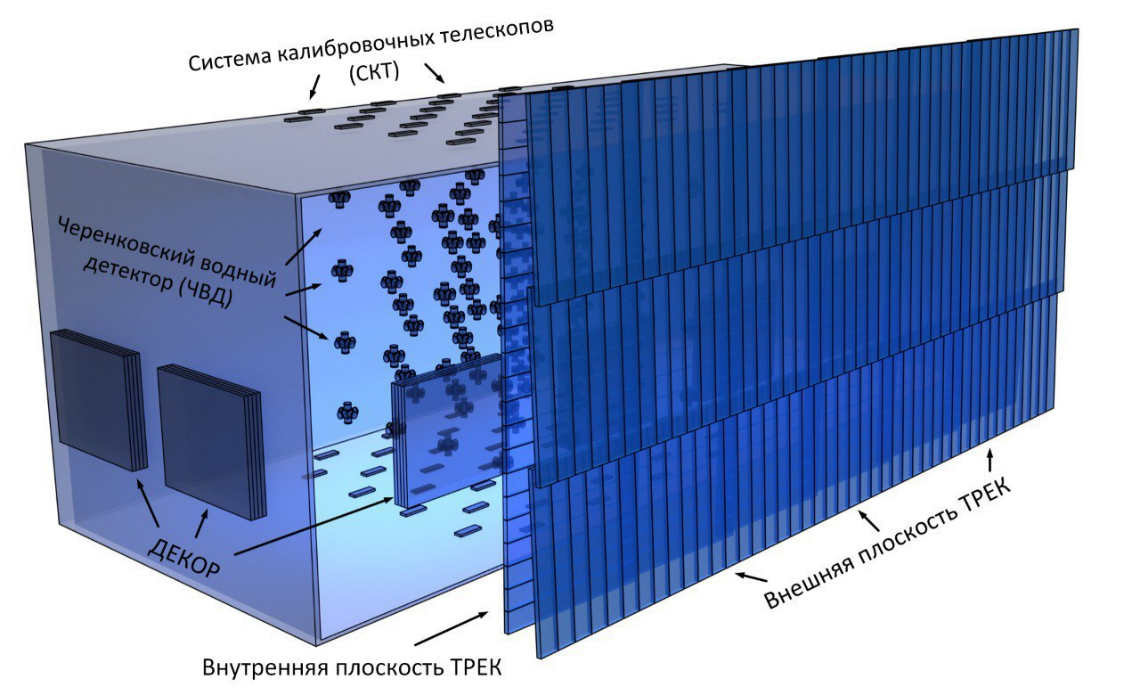 Система калибровочных телескопов
(СКТ)
Черенковский водный
детектор (ЧВД)
ДЕКОР
Внешняя плоскость ТРЕК
Внутренняя плоскость ТРЕК